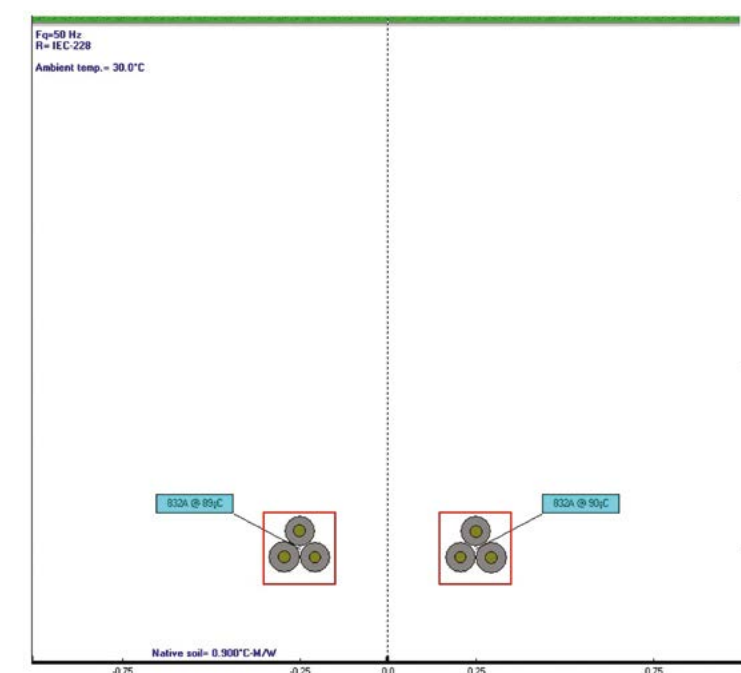 Fq=50 Hz
R= IEC-228
Ambient temp.= 30.0°C
832A @ 89¡C
832A @ 90¡C
Native soil= 0.900°C-M/W
-0.75
-0.25
0.0
0.25
0.75